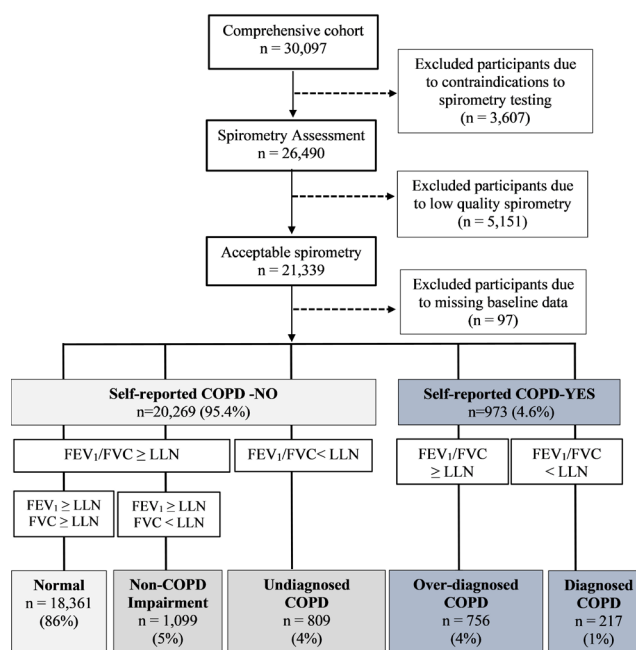 Comprehensive cohort
n = 30,097
Excluded participants due
to contraindications to
spirometry testing
(n = 3,607)
Spirometry Assessment
n = 26,490
Excluded participants due
to low quality spirometry
(n = 5,151)
Acceptable spirometry
n = 21,339
Excluded participants due
to missing baseline data
(n = 97)
Self-reported COPD -NO
n=20,269 (95.4%)
Self-reported COPD-YES
n=973 (4.6%)
FEV₁/FVC ≥ LLN
FEV₁/FVC< LLN
FEV₁/FVC
≥ LLN
FEV₁/FVC
< LLN
FEV₁ ≥ LLN
FVC ≥ LLN
FEV₁ ≥ LLN
FVC < LLN
Normal
n = 18,361
(86%)
Non-COPD
Impairment
n = 1,099
(5%)
Undiagnosed
COPD
n = 809
(4%)
Over-diagnosed
COPD
n = 756
(4%)
Diagnosed
COPD
n = 217
(1%)